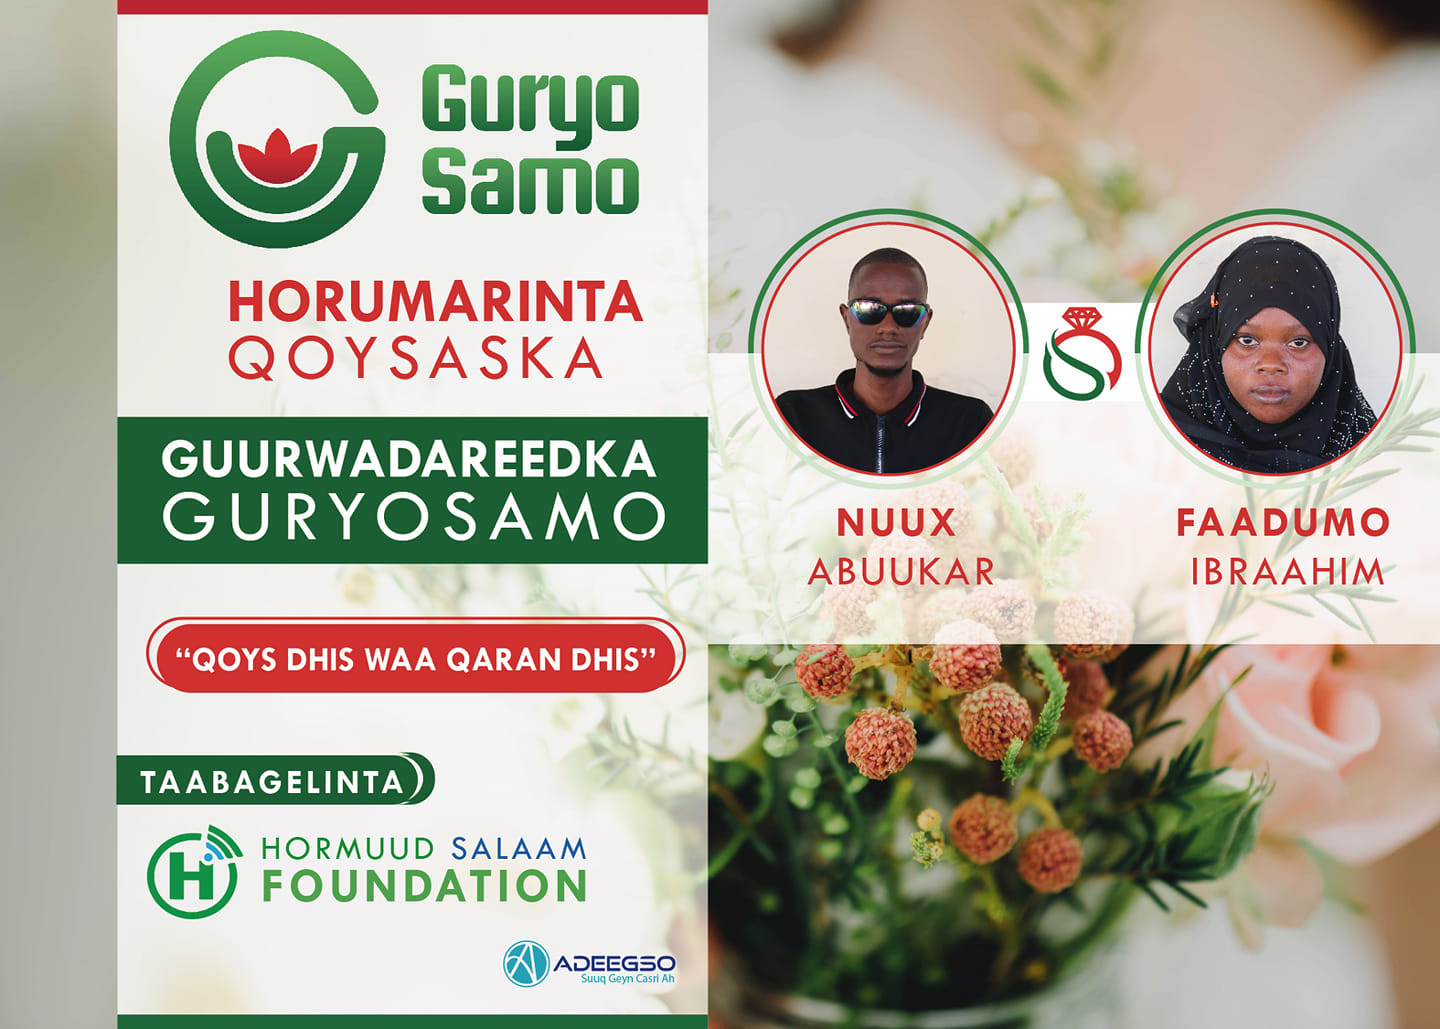 Guryo
Samo
HORUMARINTA
QOYSASKA
GUURWADAREEDKA
GURYOSAMO
“QOYS DHIS WAA QARAN DHIS”
TAABAGELINTA
H
HORMUUD SALAAM
FOUNDATION
ADEEGSO
Suuq Geyn Casri Ah
NUUX
ABUUKAR
FAADUMO
IBRAAHIM